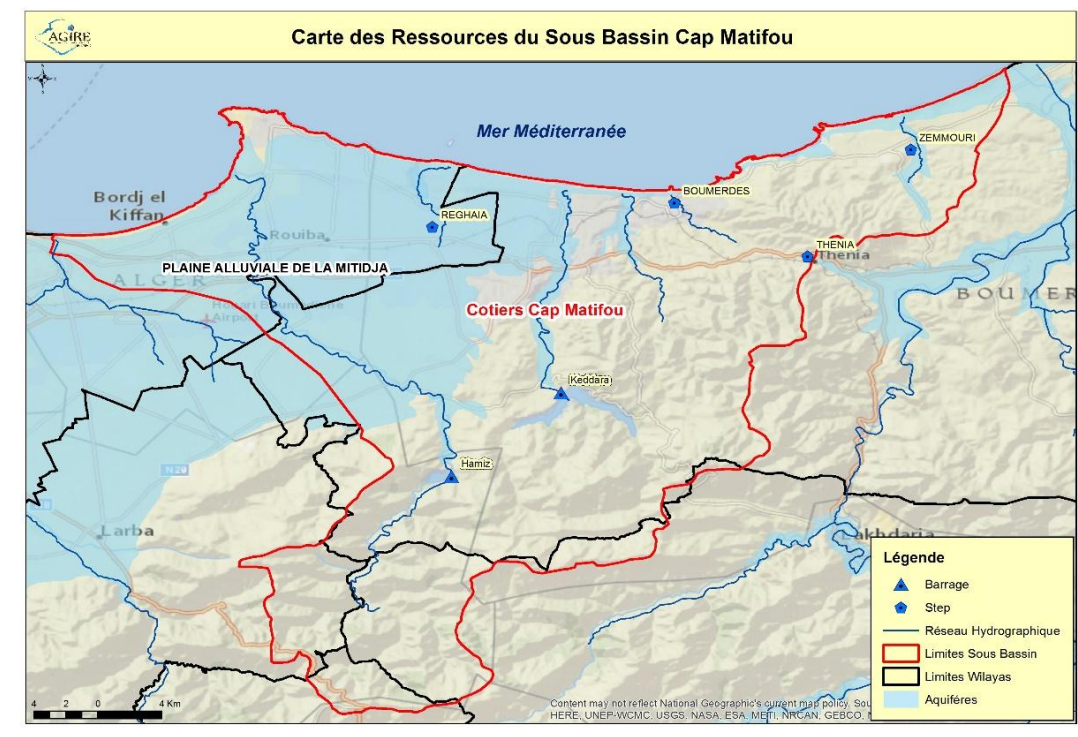 AGIRE
Carte des Ressources du Sous Bassin Cap Matifou
Mer Méditerranée
ZEMMOURI
BOUMERDES
Bordj el
Kiffan
REGHAIA
Rouiba
THENIA
Thenia
PLAINE ALLUVIALE DE LA MITIDJA
ALGER
BOUMER
Airport
Cotiers Cap Matifou
Keddara
Hamiz
N 29
Larba
Lakhdaria
Légende
Barrage
Step
Réseau Hydrographique
Limites Sous Bassin
Limites Wilayas
Aquiféres
4 2 0 4 Km
Content may not reflect National Geographic's current map policy. Sou
HERE, UNEP-WCMC, USGS, NASA, ESA, METI, NRCAN, GEBCO, N